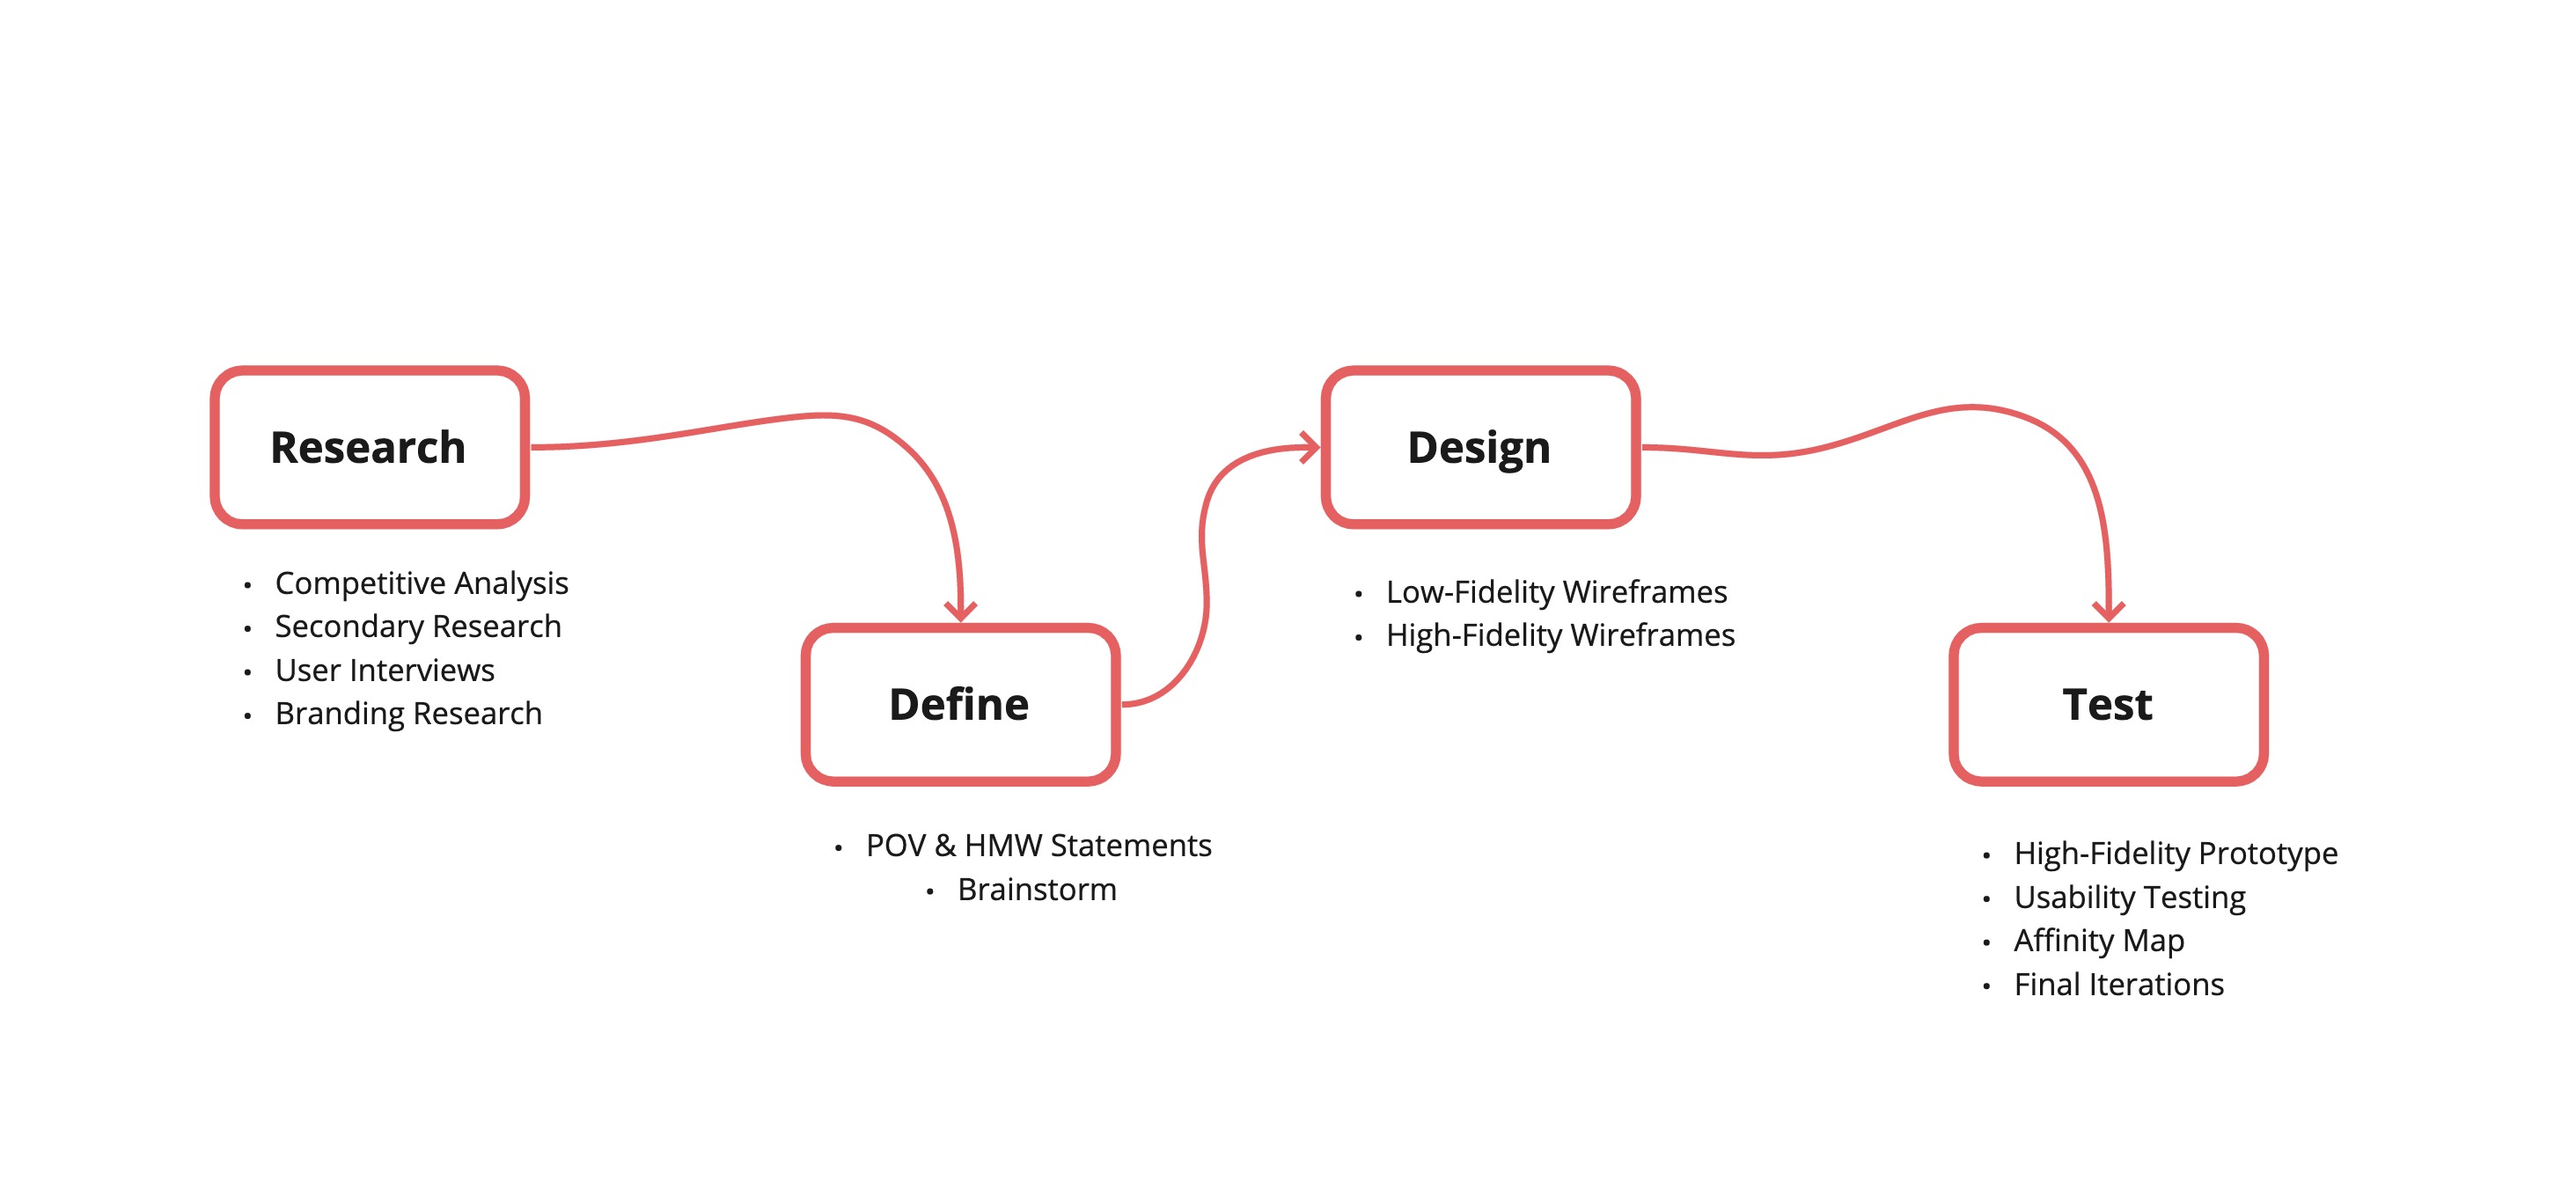 Research
• Competitive Analysis
• Secondary Research
• User Interviews
• Branding Research
Define
• POV & HMW Statements
• Brainstorm
Design
• Low-Fidelity Wireframes
• High-Fidelity Wireframes
Test
• High-Fidelity Prototype
• Usability Testing
• Affinity Map
• Final Iterations